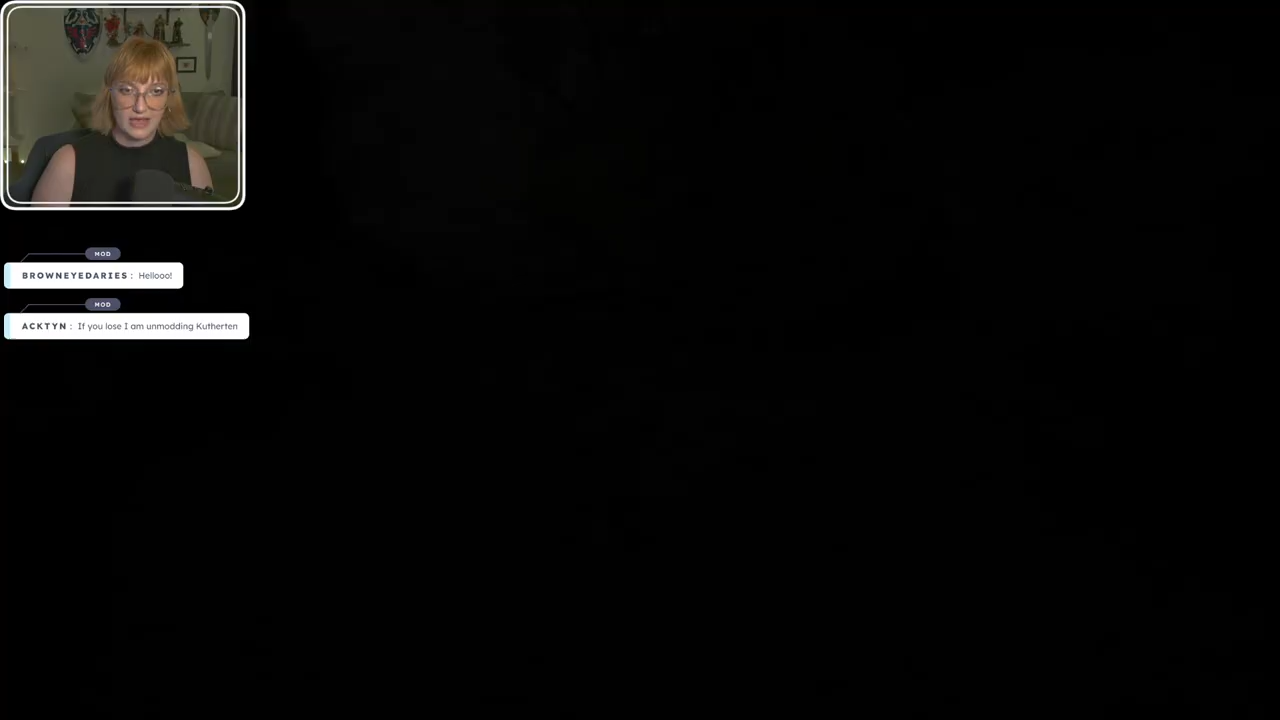 MOD
BROWNEYEDARIES : Hellooo!
MOD
ACKTYN : If you lose I am unmodding Kutherten